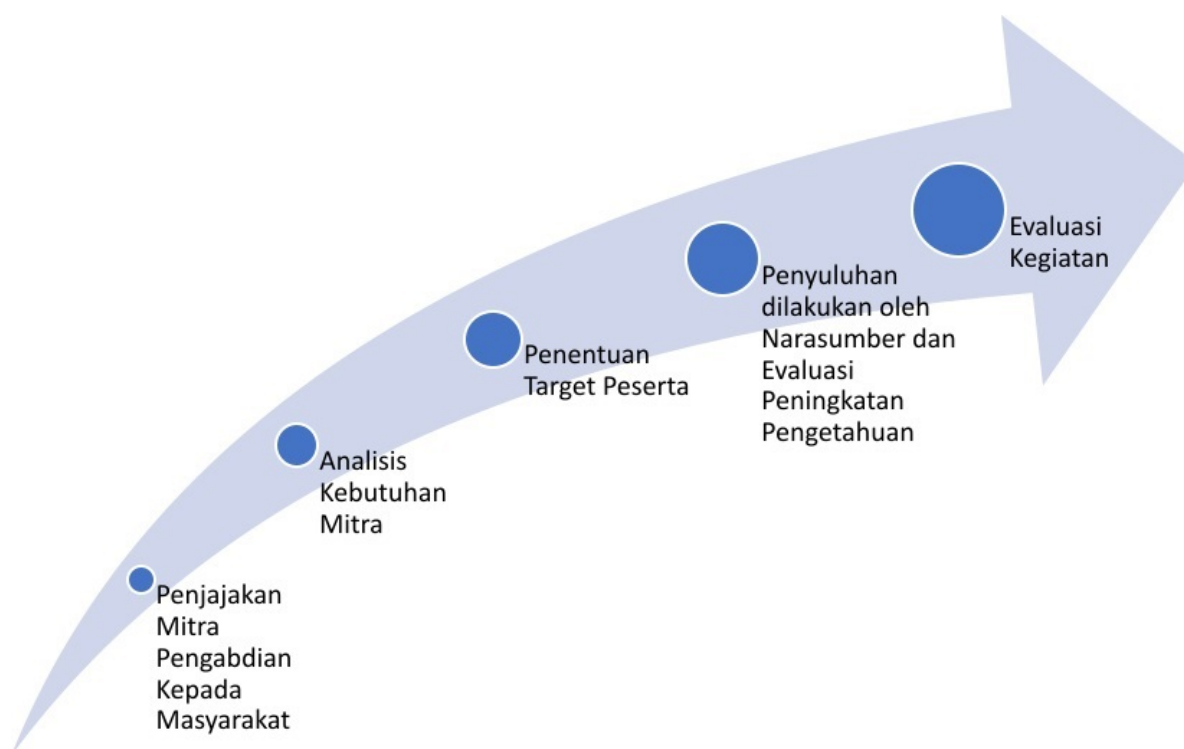 Penjajakan
Mitra
Pengabdian
Kepada
Masyarakat
Analisis
Kebutuhan
Mitra
Penentuan
Target Peserta
Penyuluhan
dilakukan oleh
Narasumber dan
Evaluasi
Peningkatan
Pengetahuan
Evaluasi
Kegiatan